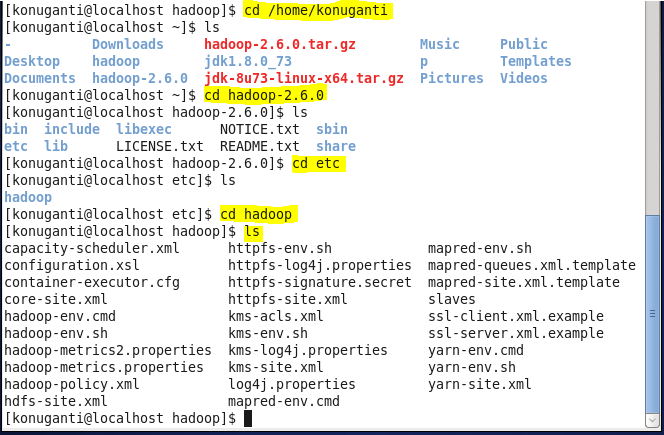 [konuganti@localhost hadoop]$ cd /home/konuganti
[konuganti@localhost ~]$ ls
-          Downloads     hadoop-2.6.0.tar.gz        Music     Public
Desktop    hadoop        jdk1.8.0_73                p         Templates
Documents  hadoop-2.6.0  jdk-8u73-linux-x64.tar.gz  Pictures  Videos
[konuganti@localhost ~]$ cd hadoop-2.6.0
[konuganti@localhost hadoop-2.6.0]$ ls
bin  include  libexec      NOTICE.txt  sbin
etc  lib      LICENSE.txt  README.txt  share
[konuganti@localhost hadoop-2.6.0]$ cd etc
[konuganti@localhost etc]$ ls
hadoop
[konuganti@localhost etc]$ cd hadoop
[konuganti@localhost hadoop]$ ls
capacity-scheduler.xml      httpfs-env.sh            mapred-env.sh
configuration.xsl           httpfs-log4j.properties  mapred-queues.xml.template
container-executor.cfg      httpfs-signature.secret  mapred-site.xml.template
core-site.xml               httpfs-site.xml          slaves
hadoop-env.cmd              kms-acls.xml             ssl-client.xml.example
hadoop-env.sh               kms-env.sh               ssl-server.xml.example
hadoop-metrics2.properties  kms-log4j.properties     yarn-env.cmd
hadoop-metrics.properties   kms-site.xml             yarn-env.sh
hadoop-policy.xml           log4j.properties         yarn-site.xml
hdfs-site.xml               mapred-env.cmd
[konuganti@localhost hadoop]$